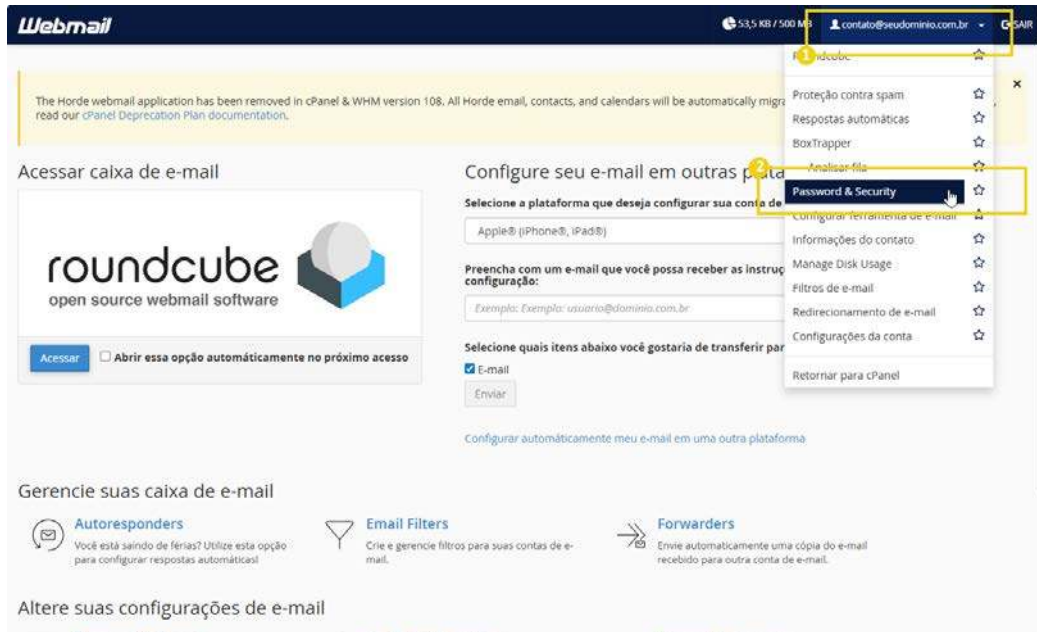 Webmail
53,5 KB / 500 MB
contato@seudominio.com.br
SAIR
1
Roundcube
Proteção contra spam
Respostas automáticas
BoxTrapper
2
Analisar fila
Password & Security
Configurar ferramenta de e-mail
Informações do contato
Manage Disk Usage
Filtros de e-mail
Redirecionamento de e-mail
Configurações da conta
Retornar para cPanel
The Horde webmail application has been removed in cPanel & WHM version 108. All Horde email, contacts, and calendars will be automatically migra
read our cPanel Deprecation Plan documentation.
Acessar caixa de e-mail
roundcube
open source webmail software
Acessar
Abrir essa opção automáticamente no próximo acesso
Configure seu e-mail em outras plata
Selecione a plataforma que deseja configurar sua conta de
Apple® (iPhone®, iPad®)
Preencha com um e-mail que você possa receber as instruç
configuração:
Exemplo: Exemplo: usuario@dominio.com.br
Selecione quais itens abaixo você gostaria de transferir par
E-mail
Enviar
Configurar automáticamente meu e-mail em uma outra plataforma
Gerencie suas caixa de e-mail
Autoresponders
Você está saindo de férias? Utilize esta opção
para configurar respostas automáticas!
Email Filters
Crie e gerencie filtros para suas contas de e-
mail.
Forwarders
Envie automaticamente uma cópia do e-mail
recebido para outra conta de e-mail.
Altere suas configurações de e-mail